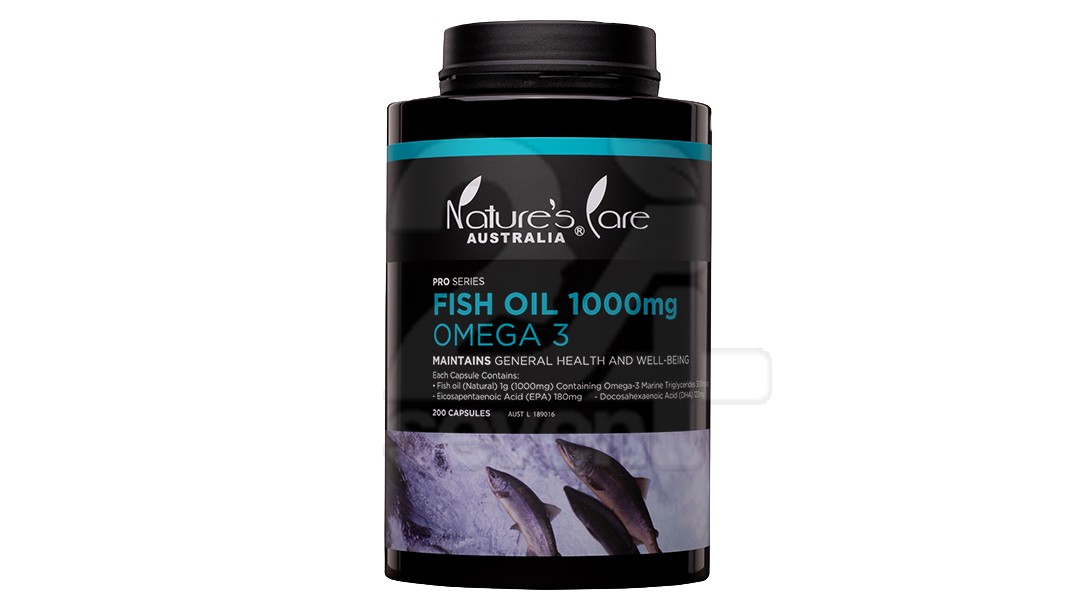 Nature's Care
AUSTRALIA ®
PRO SERIES
FISH OIL 1000mg
OMEGA 3
MAINTAINS GENERAL HEALTH AND WELL-BEING
Each Capsule Contains:
• Fish oil (Natural) 1g (1000mg) Containing Omega-3 Marine Triglycerides
- Eicosapentaenoic Acid (EPA) 180mg - Docosahexaenoic Acid (DHA)
200 CAPSULES AUST L 189016
seven